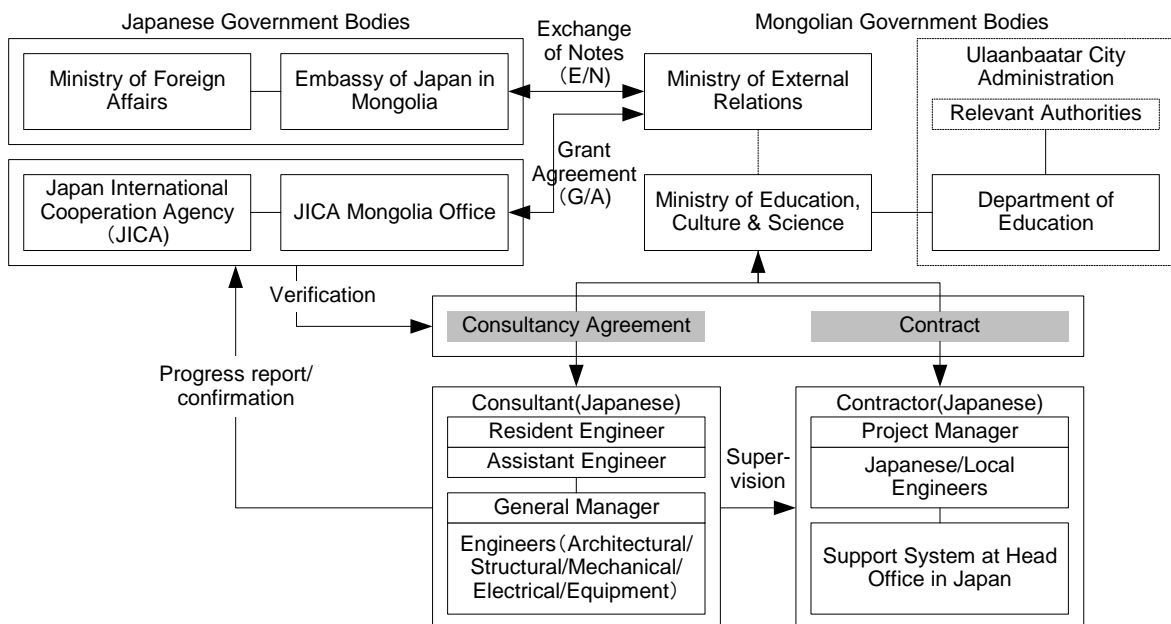 Japanese Government Bodies
Mongolian Government Bodies
Ministry of Foreign
Affairs
Embassy of Japan in
Mongolia
Exchange
of Notes
（E/N）
Ministry of External
Relations
Ulaanbaatar City
Administration
Relevant Authorities
Grant
Agreement
(G/A)
Japan International
Cooperation Agency
（JICA）
JICA Mongolia Office
Ministry of Education,
Culture & Science
Department of
Education
Verification
Consultancy Agreement
Contract
Progress report/
confirmation
Consultant(Japanese)
Resident Engineer
Assistant Engineer
General Manager
Engineers（Architectural/
Structural/Mechanical/
Electrical/Equipment）
Super-
vision
Contractor(Japanese)
Project Manager
Japanese/Local
Engineers
Support System at Head
Office in Japan